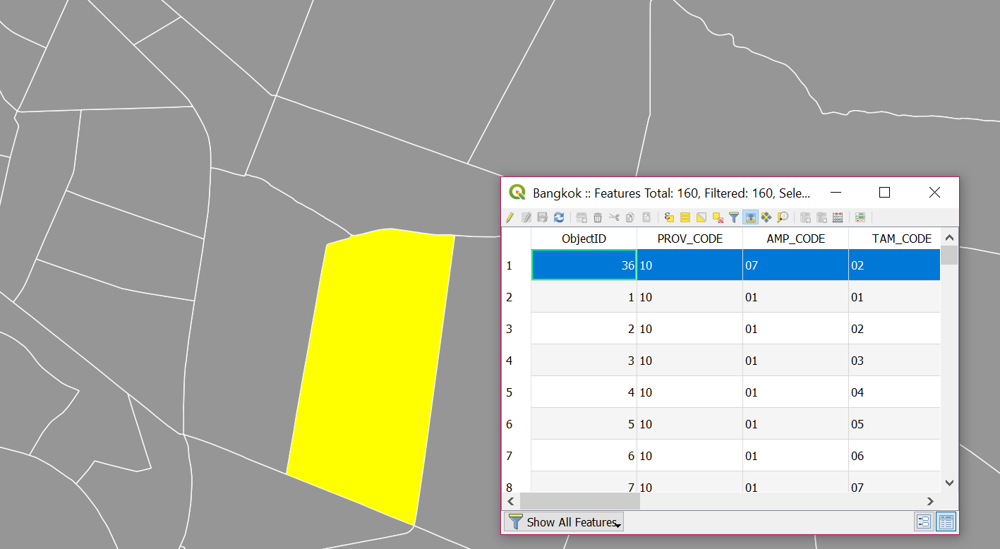 Bangkok :: Features Total: 160, Filtered: 160, Sele...
ObjectID PROV_CODE AMP_CODE TAM_CODE
1 36 10 07 02
2 1 10 01 01
3 2 10 01 02
4 3 10 01 03
5 4 10 01 04
6 5 10 01 05
7 6 10 01 06
8 7 10 01 07
Show All Features